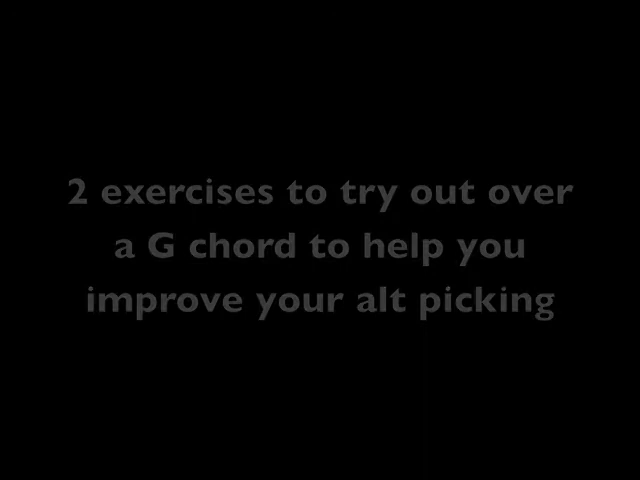 2 exercises to try out over
a G chord to help you
improve your alt picking